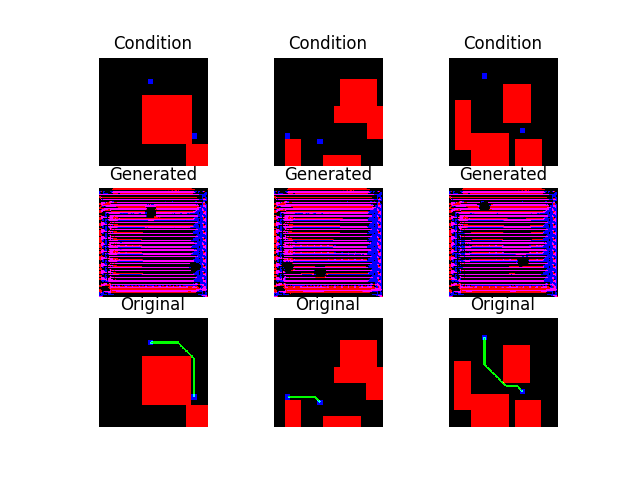 Condition Condition Condition
Generated Generated Generated
Original Original Original